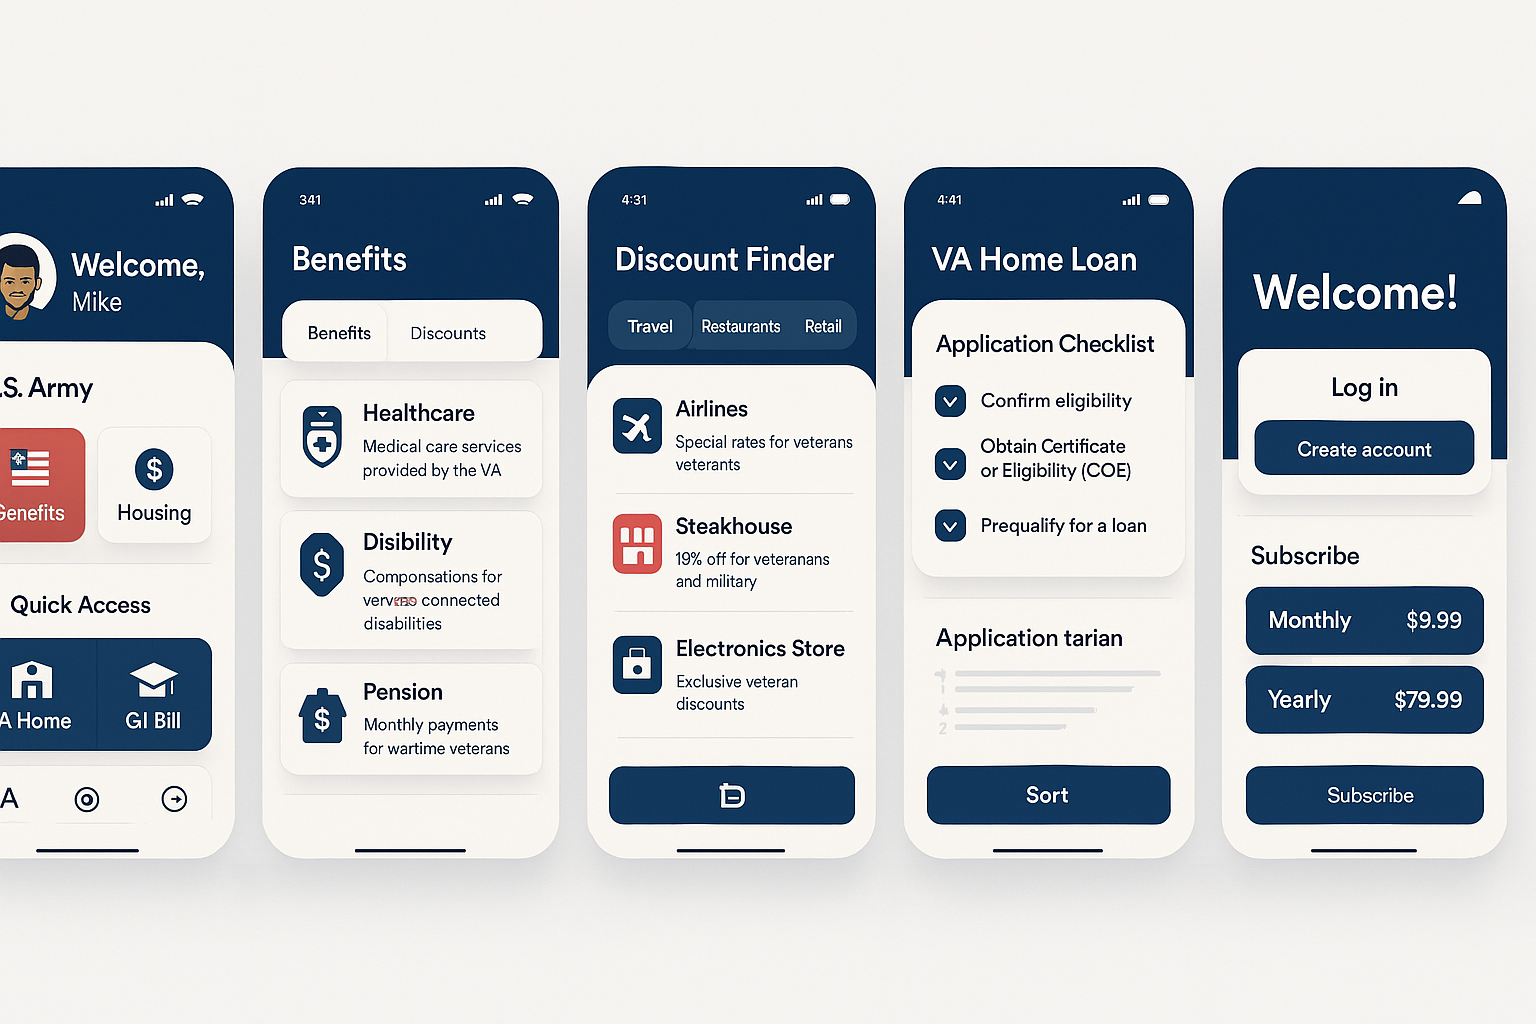 Welcome,
Mike
.S. Army
Genefits
Housing
Quick Access
A Home
GI Bill
A
341
Benefits
Benefits
Discounts
Healthcare
Medical care services
provided by the VA
Disibility
Componsations for
connected
disabilities
Pension
Monthly payments
for wartime veterans
4:31
Discount Finder
Travel
Restaurants
Retail
Airlines
Special rates for veterans
veterants
Steakhouse
19% off for veteranans
and military
Electronics Store
Exclusive veteran
discounts
4:41
VA Home Loan
Application Checklist
Confirm eligibility
Obtain Certificate
or Eligibility (COE)
Prequalify for a loan
Application tarian
2
Sort
Welcome!
Log in
Create account
Subscribe
Monthly $9.99
Yearly $79.99
Subscribe